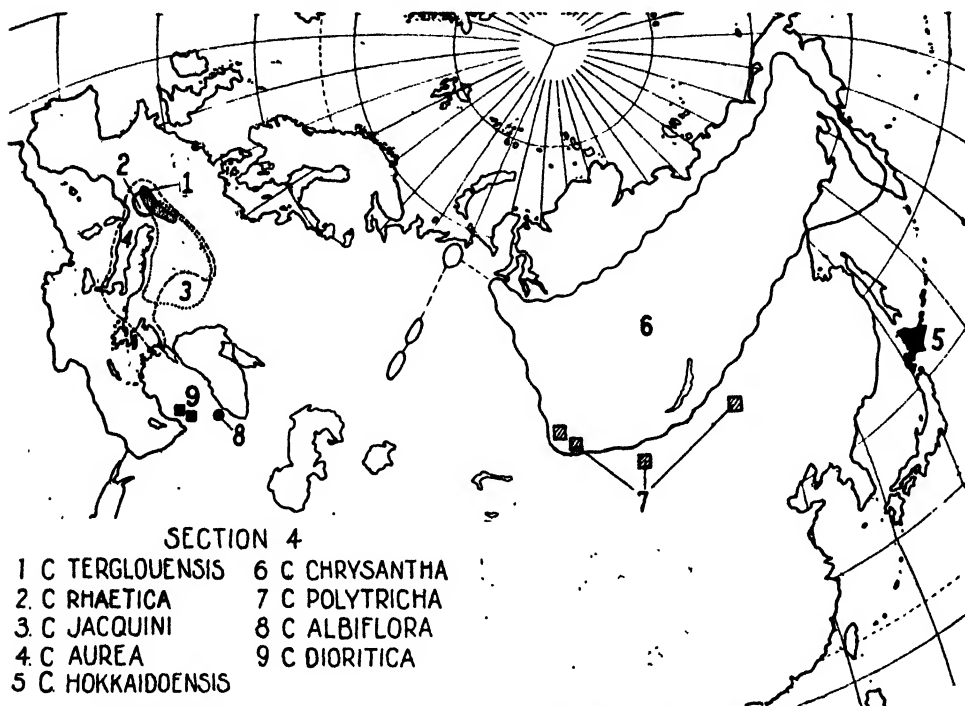 2
1
4
3
6
5
9
8
7
SECTION 4
1 C TERGLOUENSIS
2. C RHAETICA
3. C JACQUINI
4. C AUREA
5 C. HOKKAIDOENSIS
6 C CHRYSANTHA
7 C POLYTRICHA
8 C ALBIFLORA
9 C DIORITICA